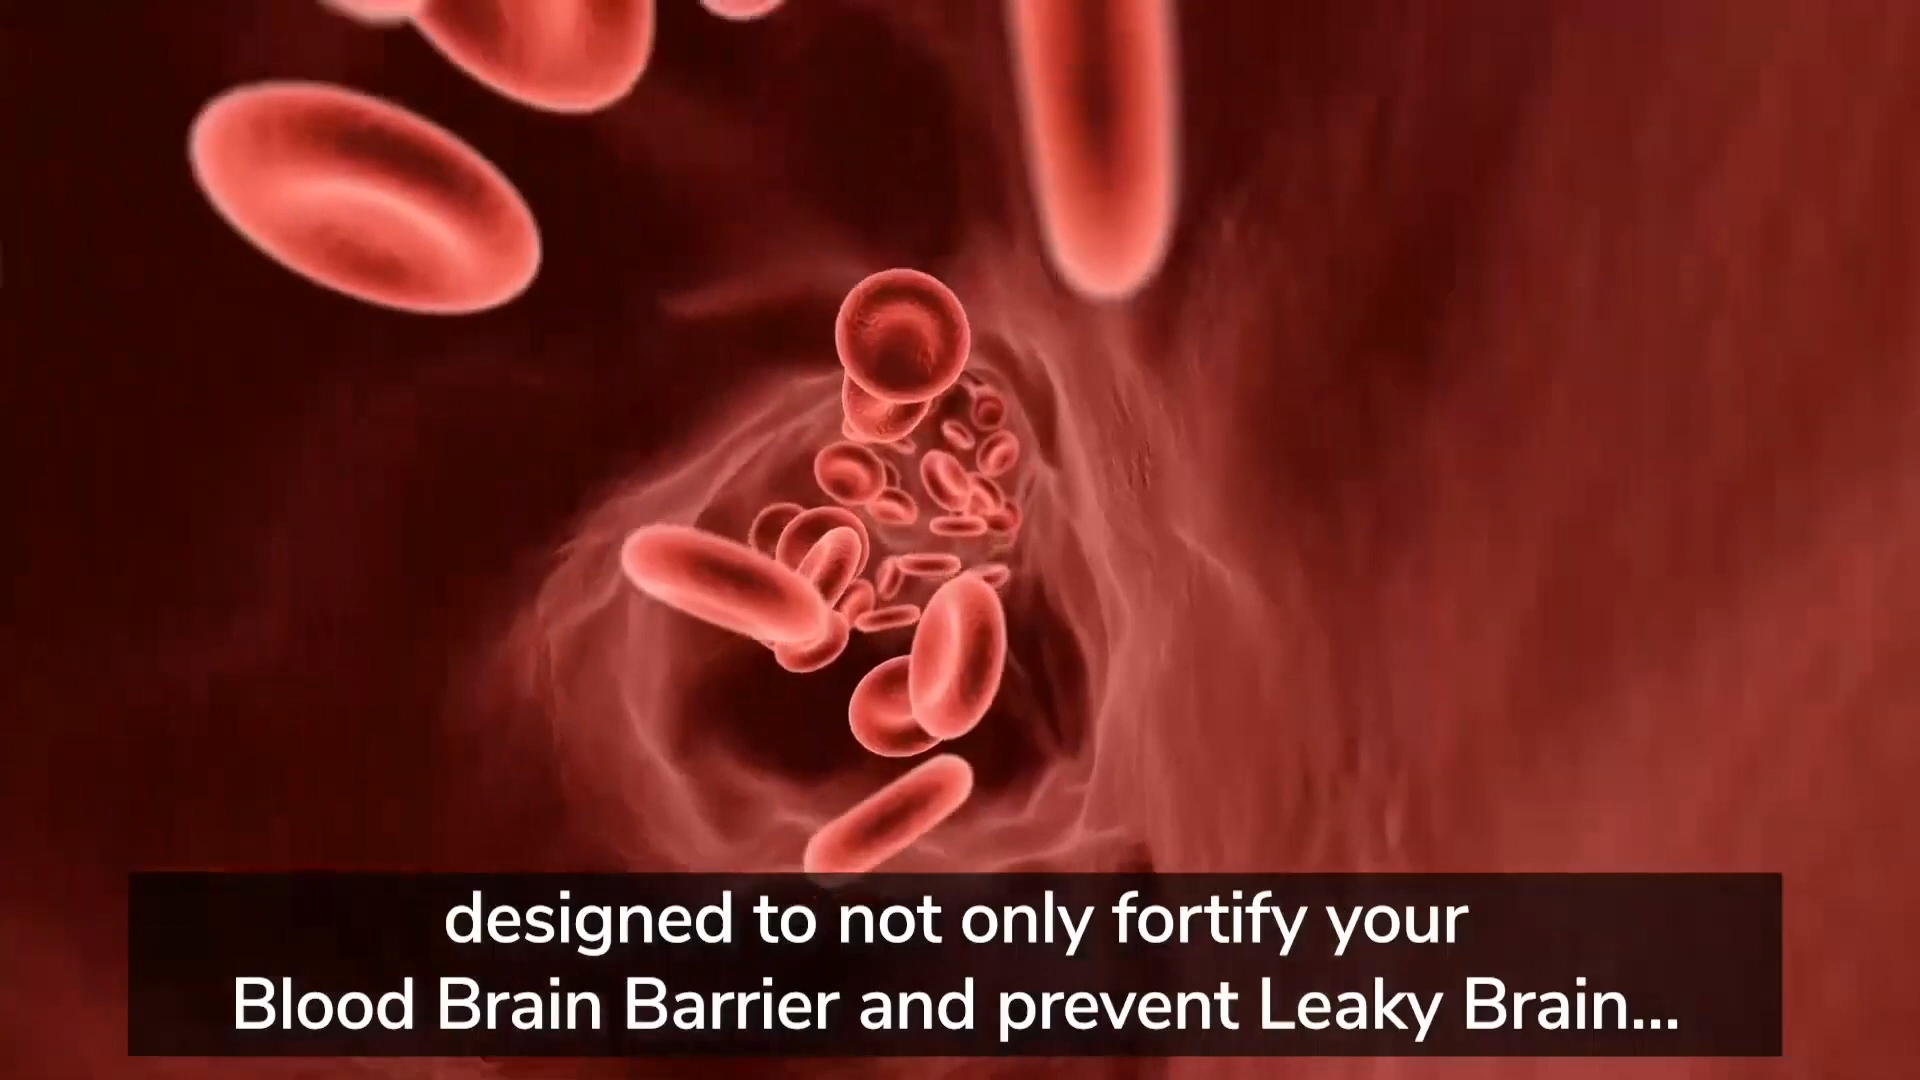 designed to not only fortify your
Blood Brain Barrier and prevent Leaky Brain...